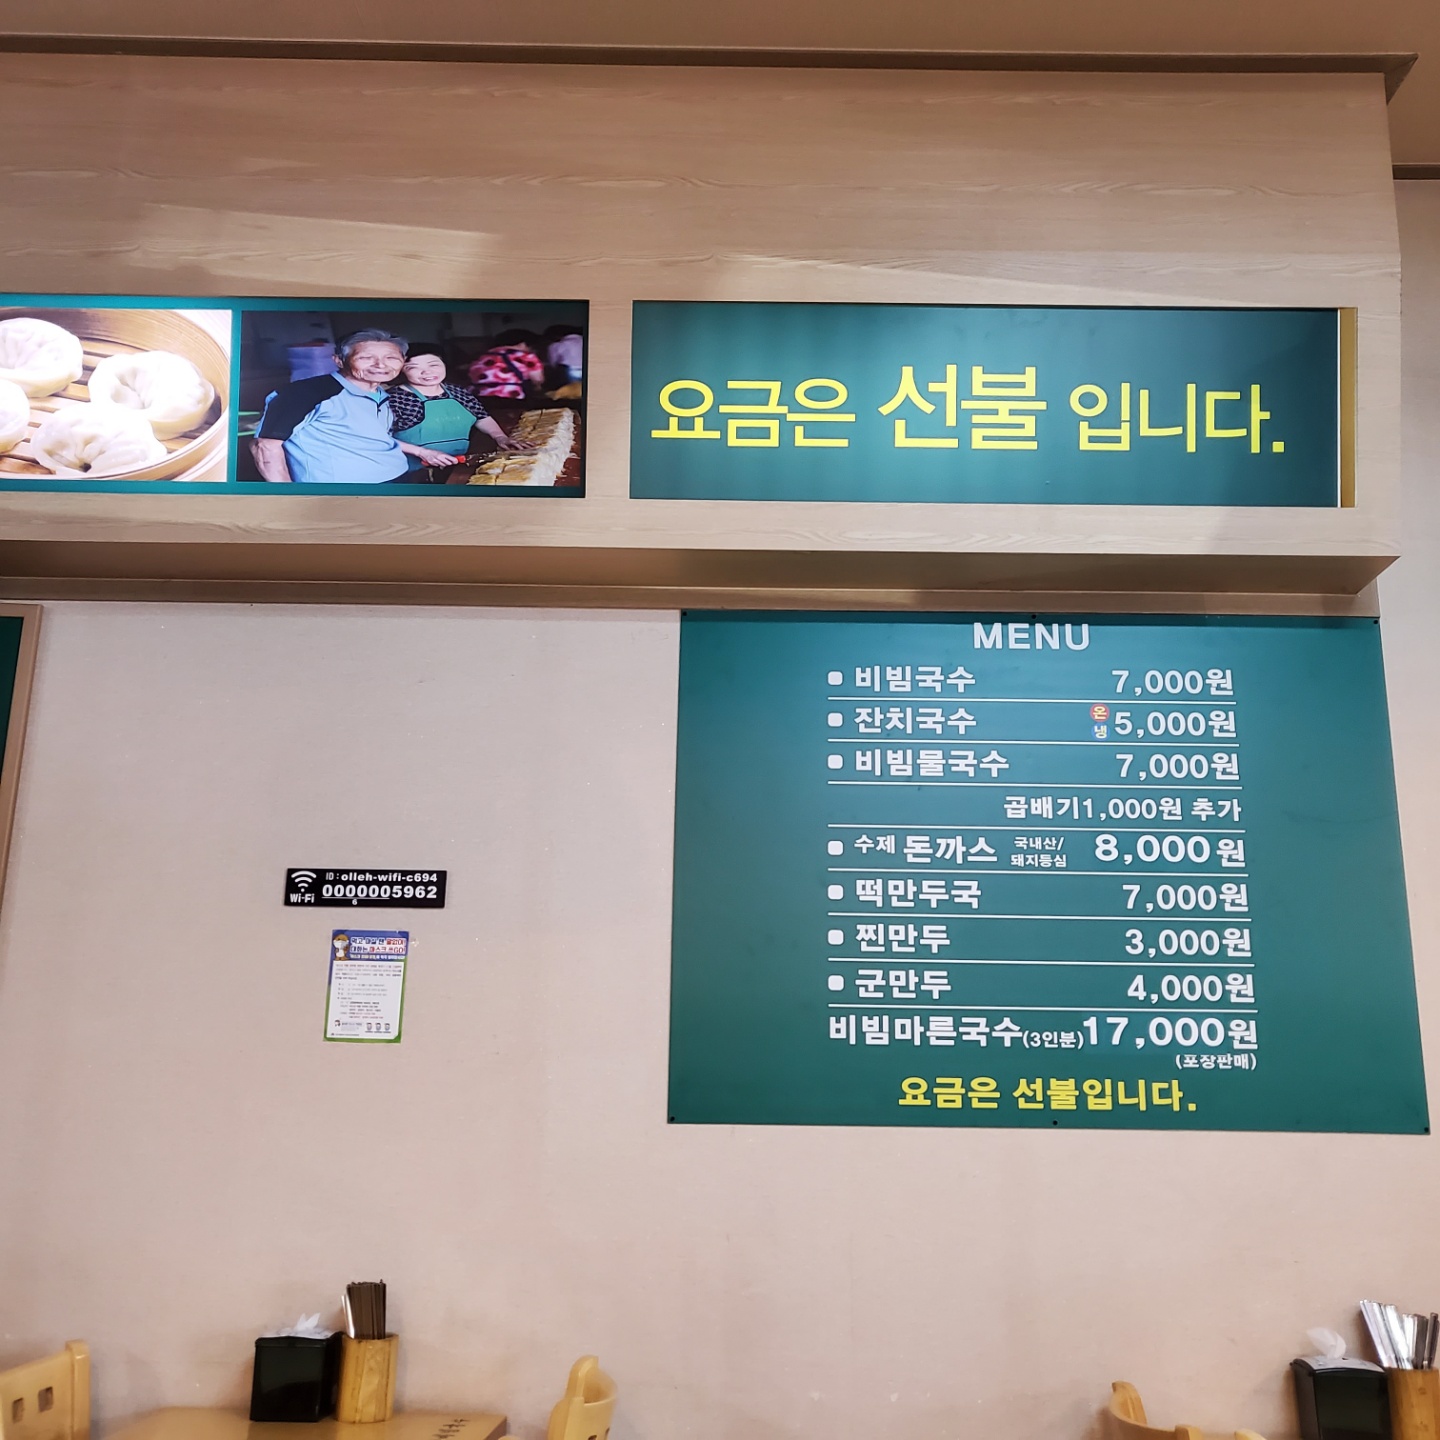 요금은 선불 입니다.
MENU
비빔국수 7,000원
잔치국수 온 냉 5,000원
비빔물국수 7,000원
곱배기1,000원 추가
수제 돈까스 국내산/ 돼지등심 8,000원
떡만두국 7,000원
찐만두 3,000원
군만두 4,000원
비빔마른국수(3인분)17,000원
(포장판매)
요금은 선불입니다.
Wi-Fi
ID : olleh-wifi-c694
0000005962
6